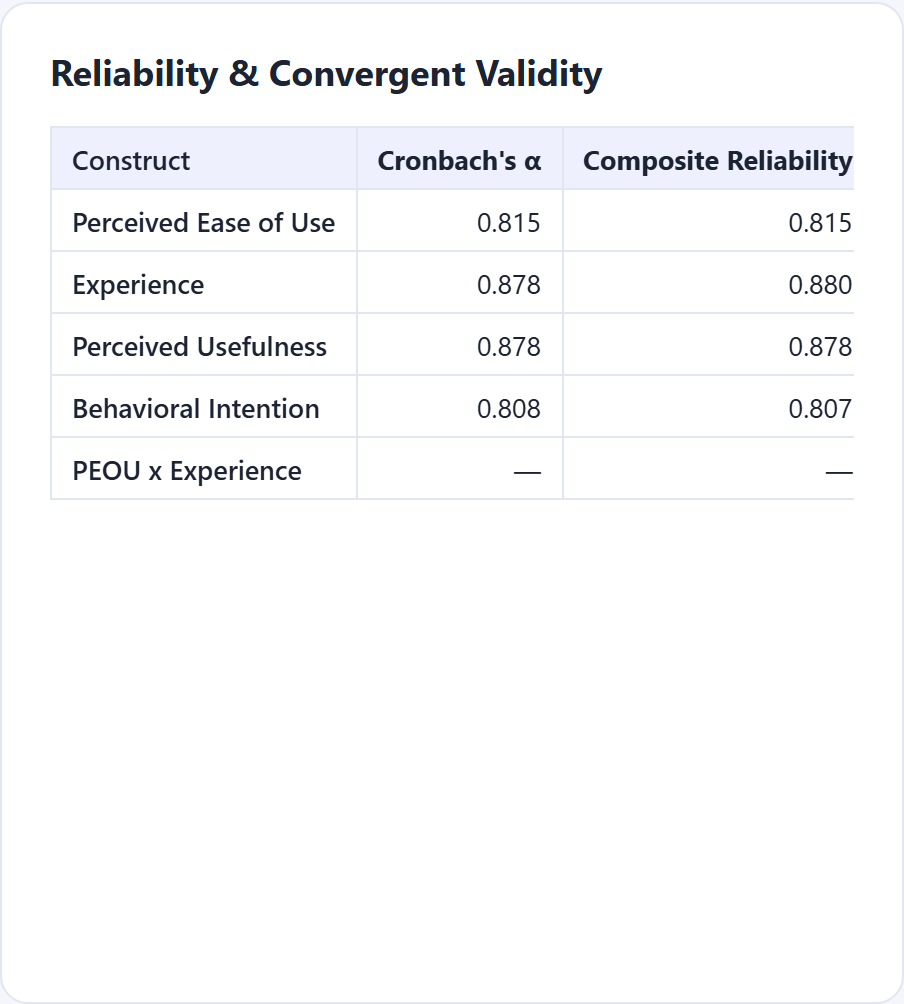 Reliability & Convergent Validity
Construct Cronbach's α Composite Reliability
Perceived Ease of Use 0.815 0.815
Experience 0.878 0.880
Perceived Usefulness 0.878 0.878
Behavioral Intention 0.808 0.807
PEOU x Experience — —